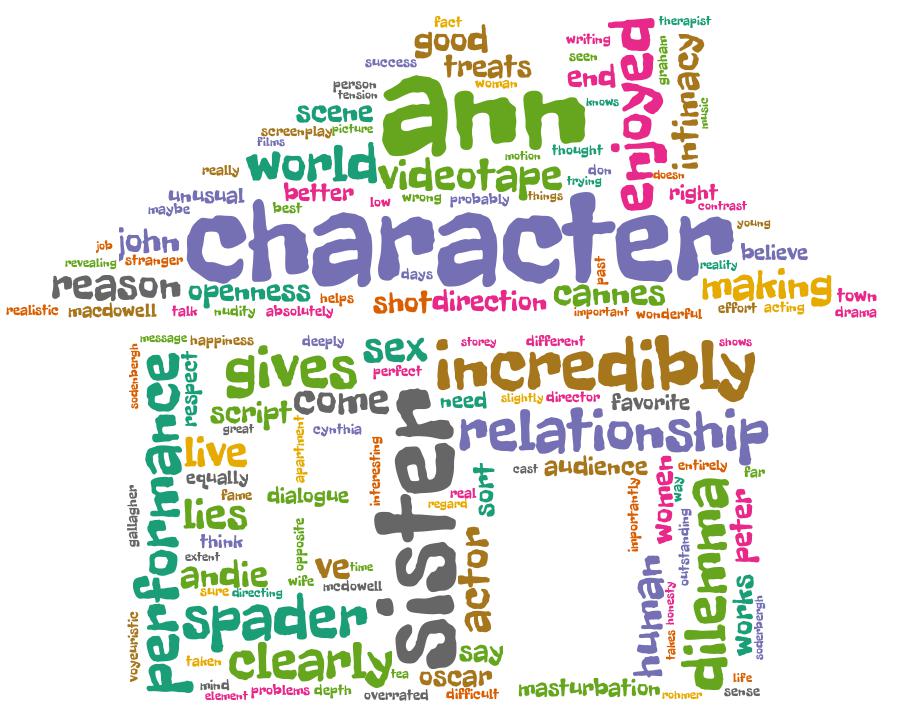 fact
therapist
good
writing
enjoyed
seen
graham
intimacy
success
treats
end
person
tension
woman
ann
knows
music
scene
screenplay
picture
films
motion
thought
really
world
videotape
trying
don
doesn
unusual
better
low
wrong
probably
things
right
contrast
maybe
best
character
young
job
john
days
past
reality
believe
revealing
stranger
reason
openness
helps
shot
direction
cannes
making
town
realistic
macdowell
talk
nudity
absolutely
important
wonderful
effort
acting
drama
message
happiness
deeply
sex
storey
different
shows
sodenbergh
performance
respect
gives
perfect
incredibly
script
come
need
slightly
director
favorite
great
apartment
cynthia
sister
relationship
live
interesting
cast
audience
entirely
far
equally
women
way
gallagher
fame
dialogue
real
regard
sort
importantly
lies
dilemma
peter
think
opposite
outstanding
extent
actor
andie
ve
time
human
sure
directing
wife
mcdowell
honesty
works
soderbergh
voyeuristic
spader
takes
taken
clearly
tea
say
mind
element
problems
depth
overrated
oscar
difficult
masturbation
rohmer
life
sense